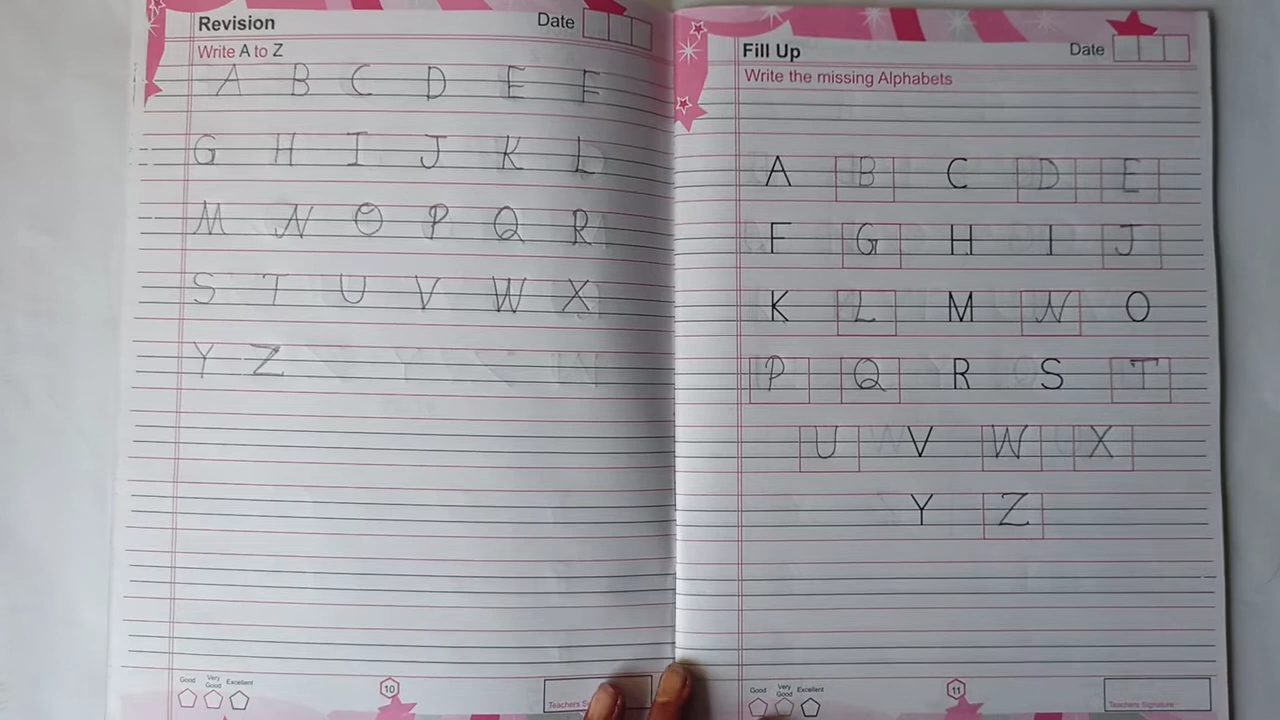 Revision
Date
Write A to Z
A B C D E F
G H I J K L
M N O P Q R
S T U V W X
Y Z
Good
Very Good
Excellent
10
Teachers
Fill Up
Date
Write the missing Alphabets
A B C D E
F G H I J
K L M N O
P Q R S T
U V W X
Y Z
Good
Very Good
Excellent
11
Teachers Signature